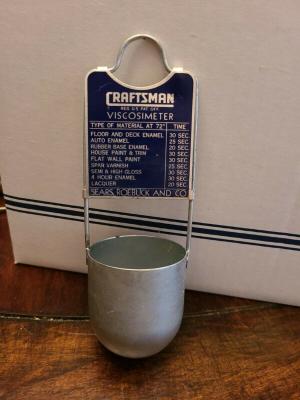 CRAFTSMAN
REG. U.S. PAT. OFF.
VISCOSIMETER
TYPE OF MATERIAL AT 72° TIME
FLOOR AND DECK ENAMEL 30 SEC.
AUTO ENAMEL 25 SEC.
RUBBER BASE ENAMEL 20 SEC.
HOUSE PAINT & TRIM 30 SEC.
FLAT WALL PAINT 30 SEC.
SPAR VARNISH 25 SEC.
SEMI & HIGH GLOSS 30 SEC.
4 HOUR ENAMEL 30 SEC.
LACQUER 20 SEC.
SEARS, ROEBUCK AND CO.